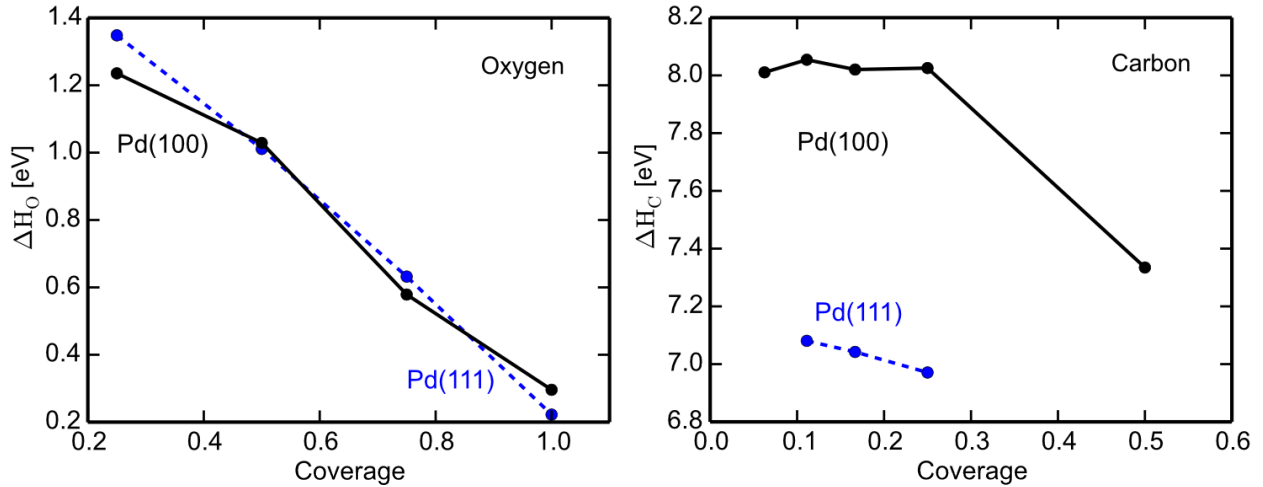 1.4
1.2
1.0
0.8
0.6
0.4
0.2
ΔH_O [eV]
Oxygen
Pd(100)
Pd(111)
0.2 0.4 0.6 0.8 1.0
Coverage
8.2
8.0
7.8
7.6
7.4
7.2
7.0
6.8
ΔH_C [eV]
Carbon
Pd(100)
Pd(111)
0.0 0.1 0.2 0.3 0.4 0.5 0.6
Coverage